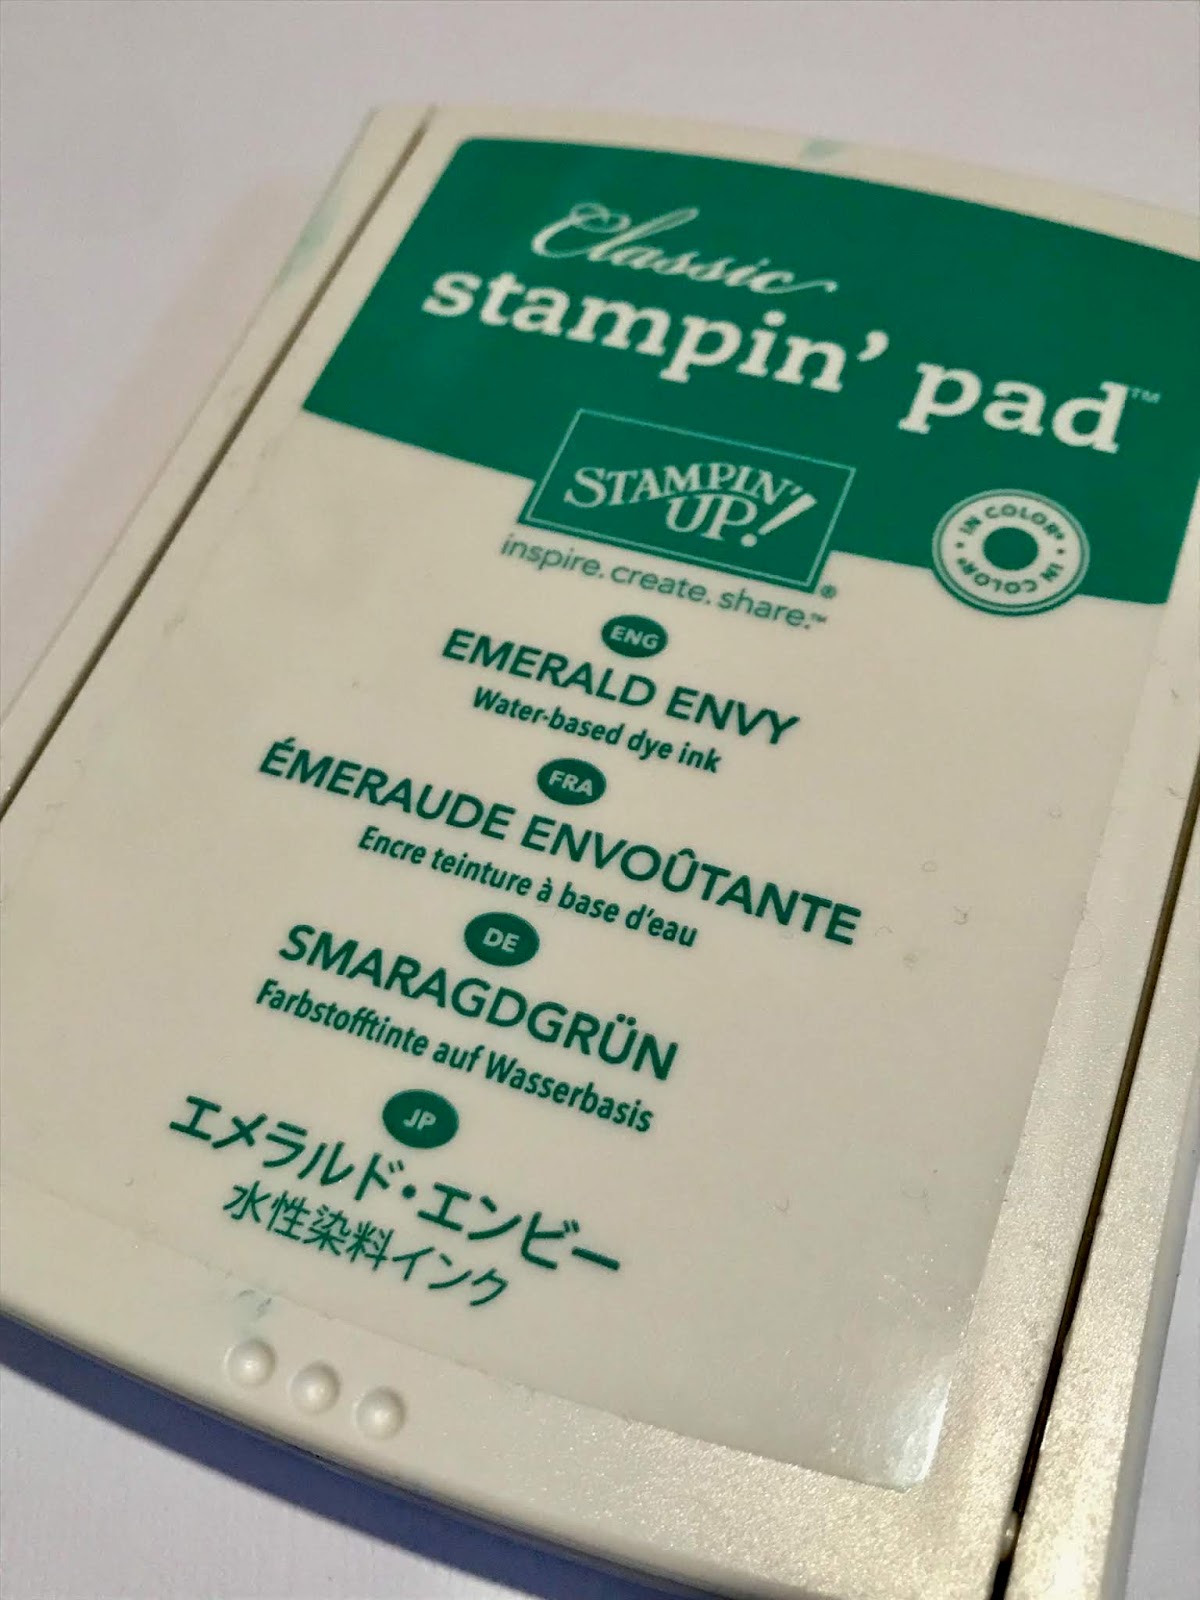 Classic
stampin' pad™
STAMPIN' UP!®
inspire. create. share.™
• IN COLOR® • IN COLOR®
ENG
EMERALD ENVY
Water-based dye ink
FRA
ÉMERAUDE ENVOÛTANTE
Encre teinture à base d'eau
DE
SMARAGDGRÜN
Farbstofftinte auf Wasserbasis
JP
エメラルド・エンビー
水性染料インク